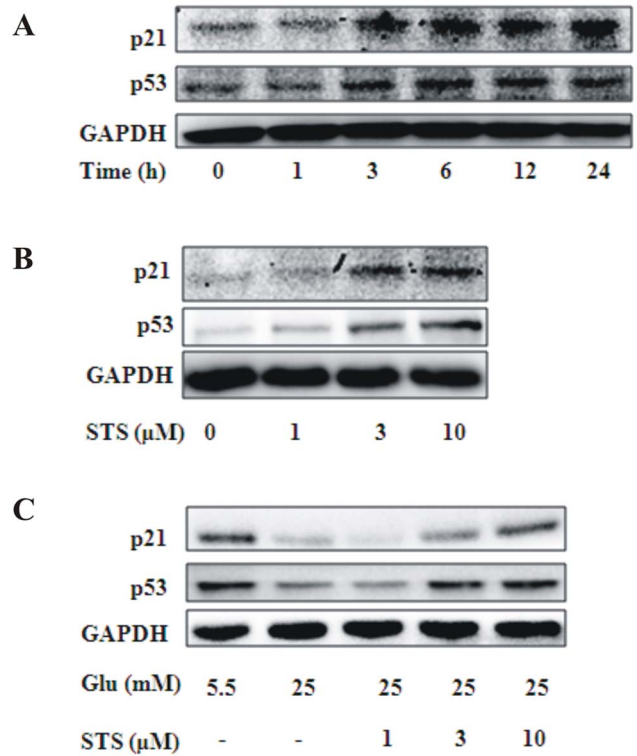 A
p21
p53
GAPDH
Time (h) 0 1 3 6 12 24
B
p21
p53
GAPDH
STS (µM) 0 1 3 10
C
p21
p53
GAPDH
Glu (mM) 5.5 25 25 25 25
STS (µM) - - 1 3 10